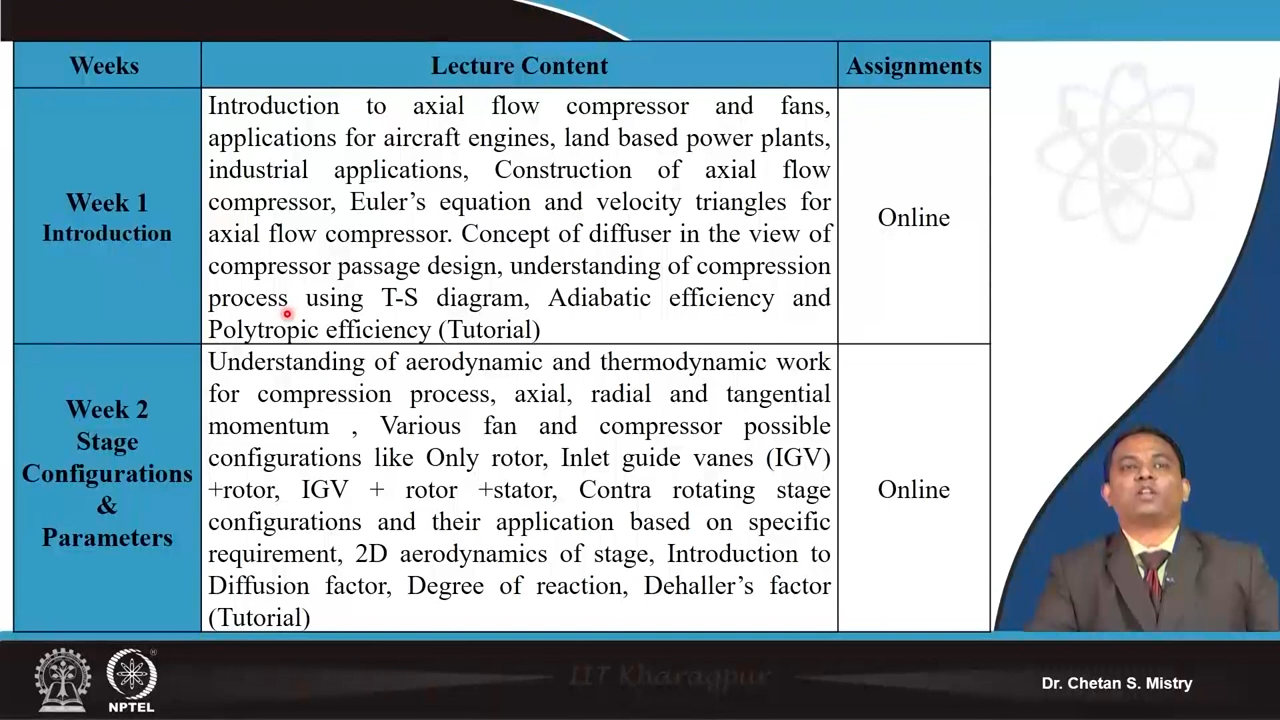 Weeks
Lecture Content
Assignments
Week 1
Introduction
Introduction to axial flow compressor and fans,
applications for aircraft engines, land based power plants,
industrial applications, Construction of axial flow
compressor, Euler’s equation and velocity triangles for
axial flow compressor. Concept of diffuser in the view of
compressor passage design, understanding of compression
process using T-S diagram, Adiabatic efficiency and
Polytropic efficiency (Tutorial)
Online
Week 2
Stage
Configurations
&
Parameters
Understanding of aerodynamic and thermodynamic work
for compression process, axial, radial and tangential
momentum , Various fan and compressor possible
configurations like Only rotor, Inlet guide vanes (IGV)
+rotor, IGV + rotor +stator, Contra rotating stage
configurations and their application based on specific
requirement, 2D aerodynamics of stage, Introduction to
Diffusion factor, Degree of reaction, Dehaller’s factor
(Tutorial)
Online
NPTEL
IIT Kharagpur
Dr. Chetan S. Mistry